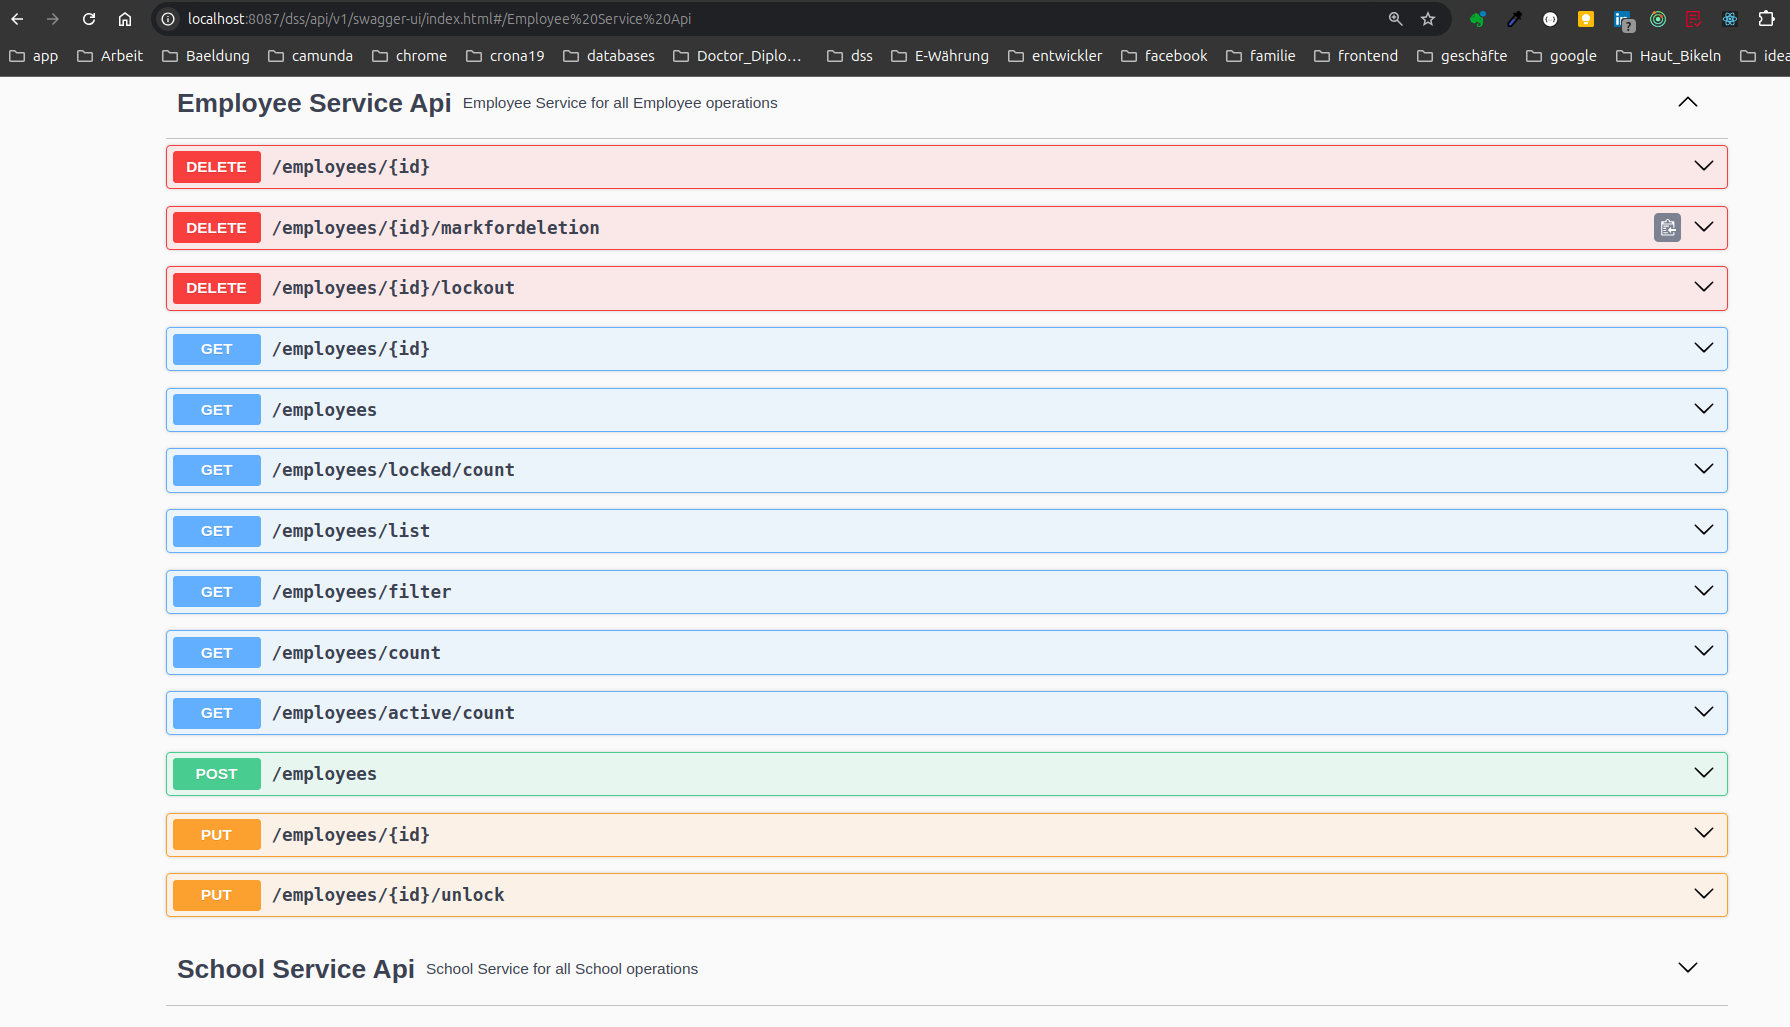 localhost:8087/dss/api/v1/swagger-ui/index.html#/Employee%20Service%20Api
app Arbeit Baeldung camunda chrome crona19 databases Doctor_Diplo... dss E-Währung entwickler facebook familie frontend geschäfte google Haut_Bikeln idea
Employee Service Api Employee Service for all Employee operations
DELETE /employees/{id}
DELETE /employees/{id}/markfordeletion
DELETE /employees/{id}/lockout
GET /employees/{id}
GET /employees
GET /employees/locked/count
GET /employees/list
GET /employees/filter
GET /employees/count
GET /employees/active/count
POST /employees
PUT /employees/{id}
PUT /employees/{id}/unlock
School Service Api School Service for all School operations